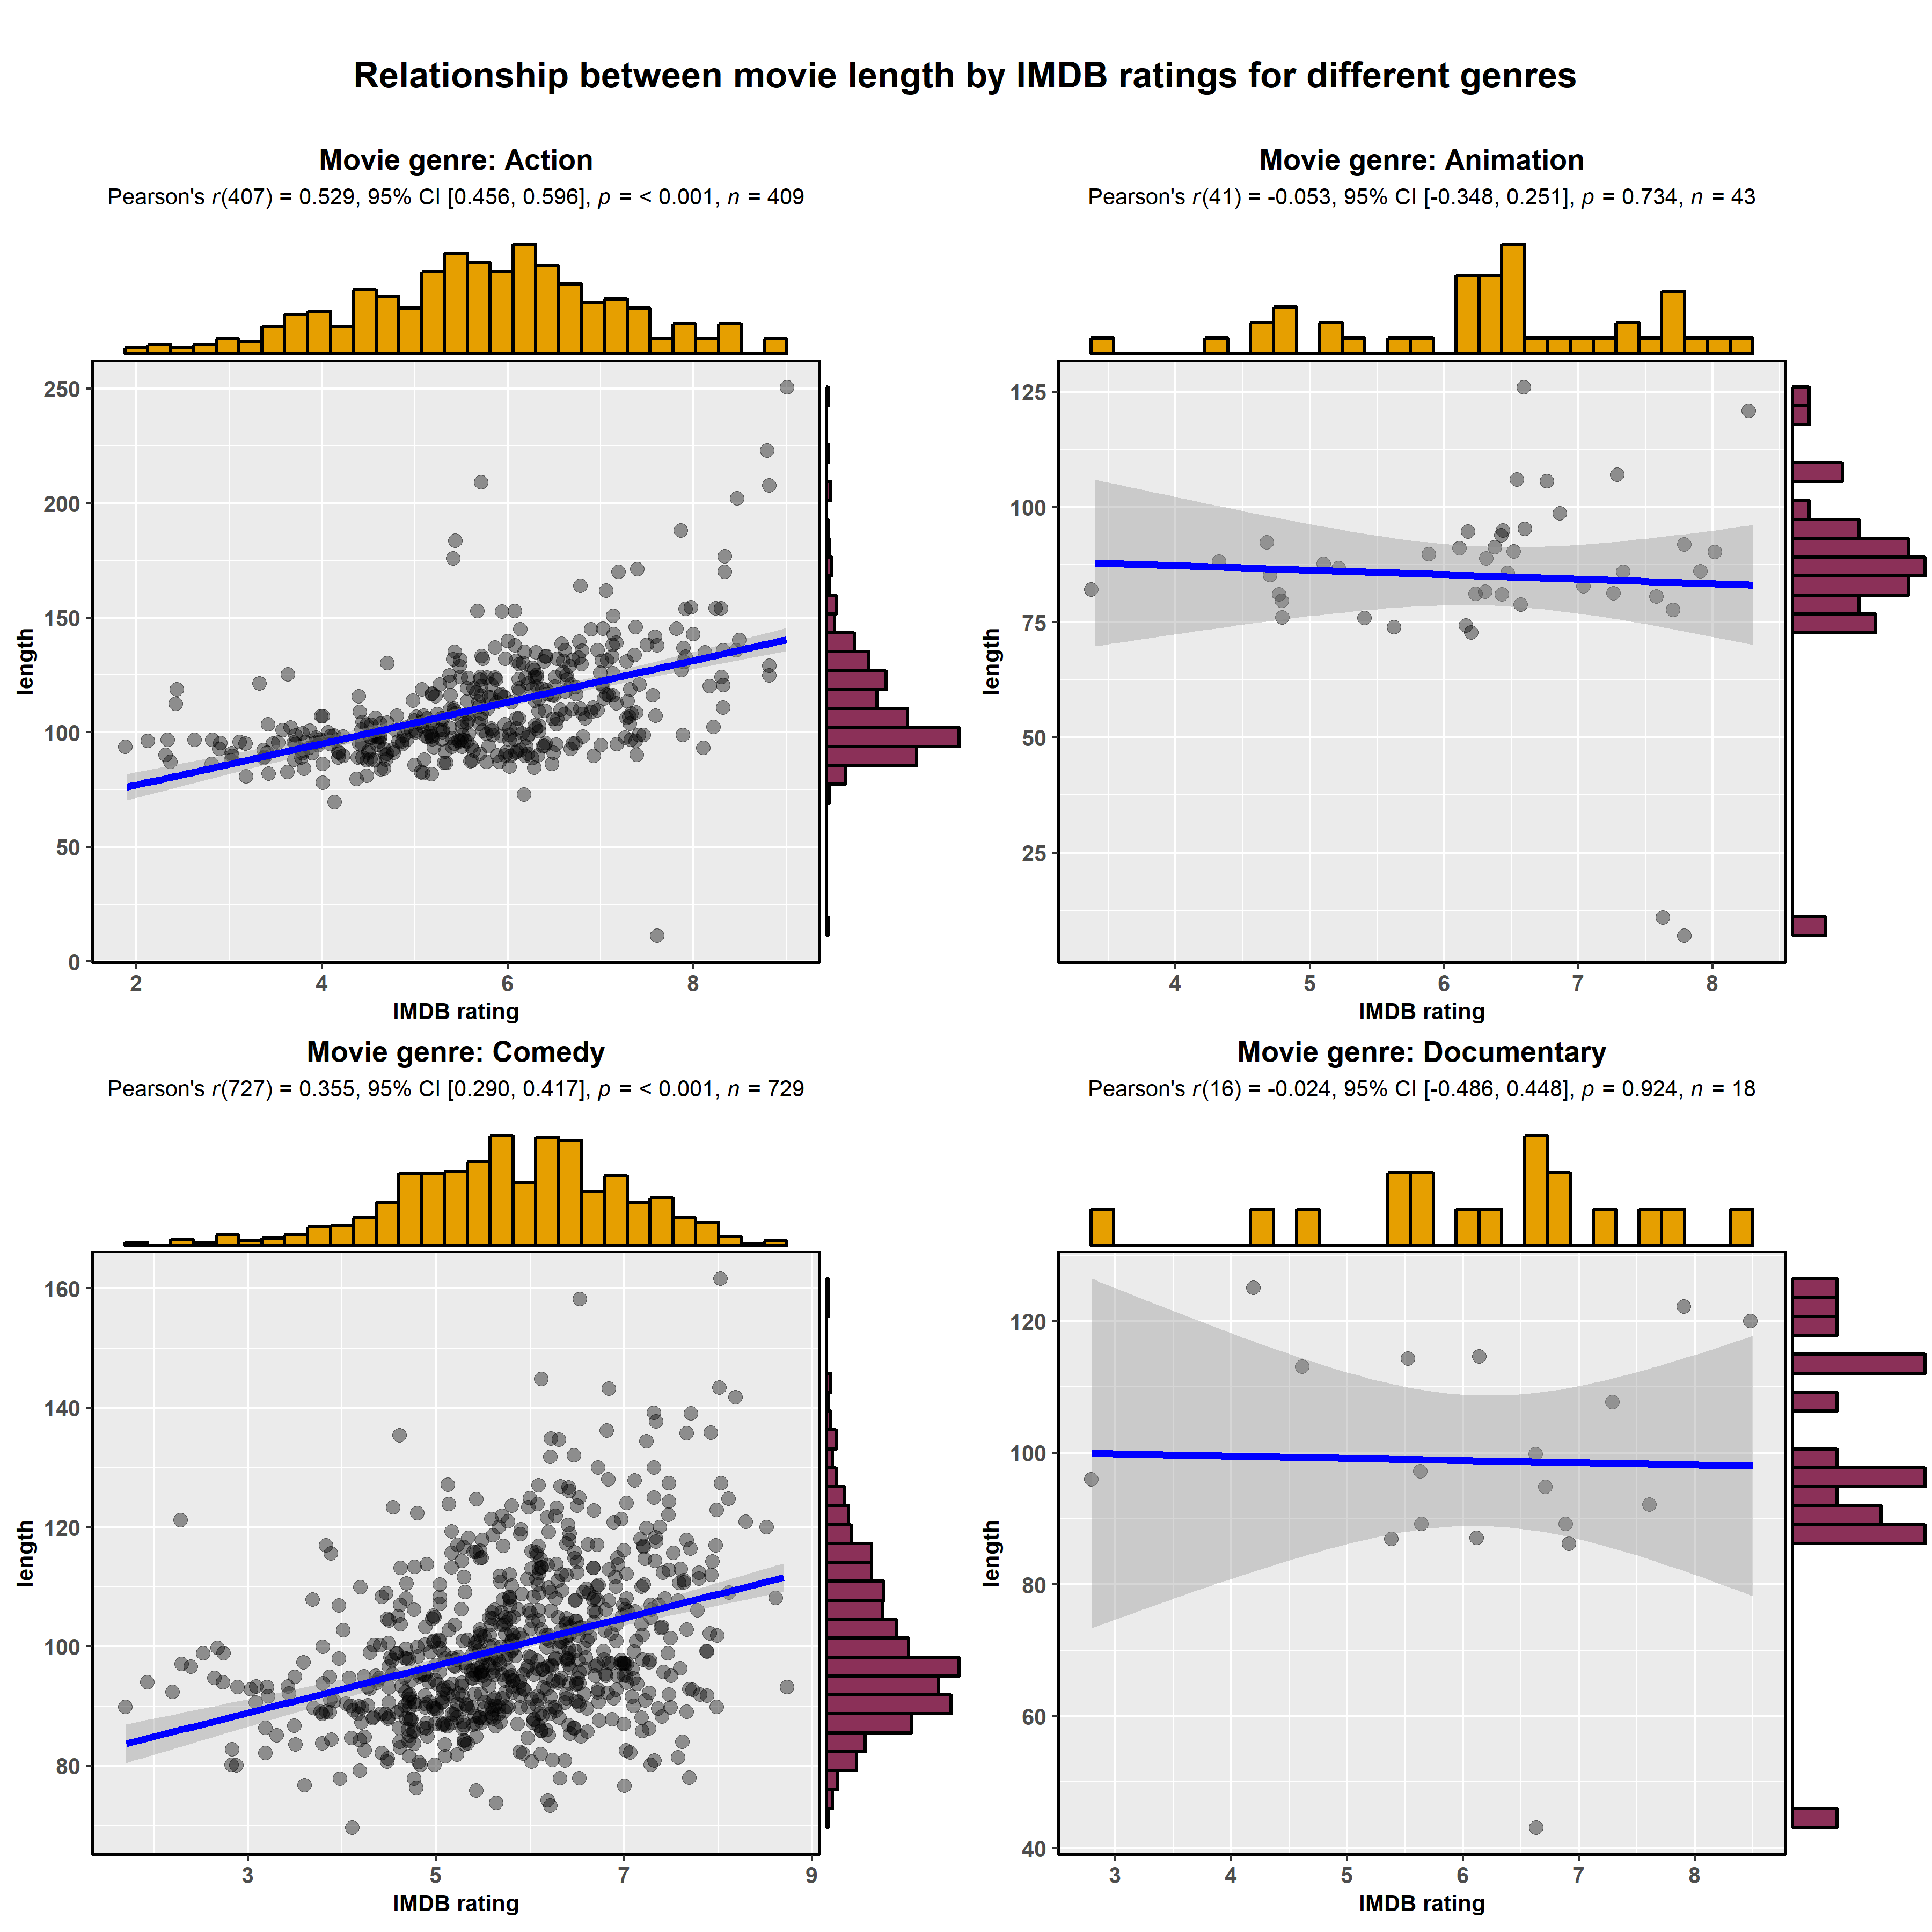 Relationship between movie length by IMDB ratings for different genres
Movie genre: Action
Pearson's r(407) = 0.529, 95% CI [0.456, 0.596], p = < 0.001, n = 409
250
200
150
100
50
0
length
2 4 6 8
IMDB rating
Movie genre: Animation
Pearson's r(41) = -0.053, 95% CI [-0.348, 0.251], p = 0.734, n = 43
125
100
75
50
25
length
4 5 6 7 8
IMDB rating
Movie genre: Comedy
Pearson's r(727) = 0.355, 95% CI [0.290, 0.417], p = < 0.001, n = 729
160
140
120
100
80
length
3 5 7 9
IMDB rating
Movie genre: Documentary
Pearson's r(16) = -0.024, 95% CI [-0.486, 0.448], p = 0.924, n = 18
120
100
80
60
40
length
3 4 5 6 7 8
IMDB rating